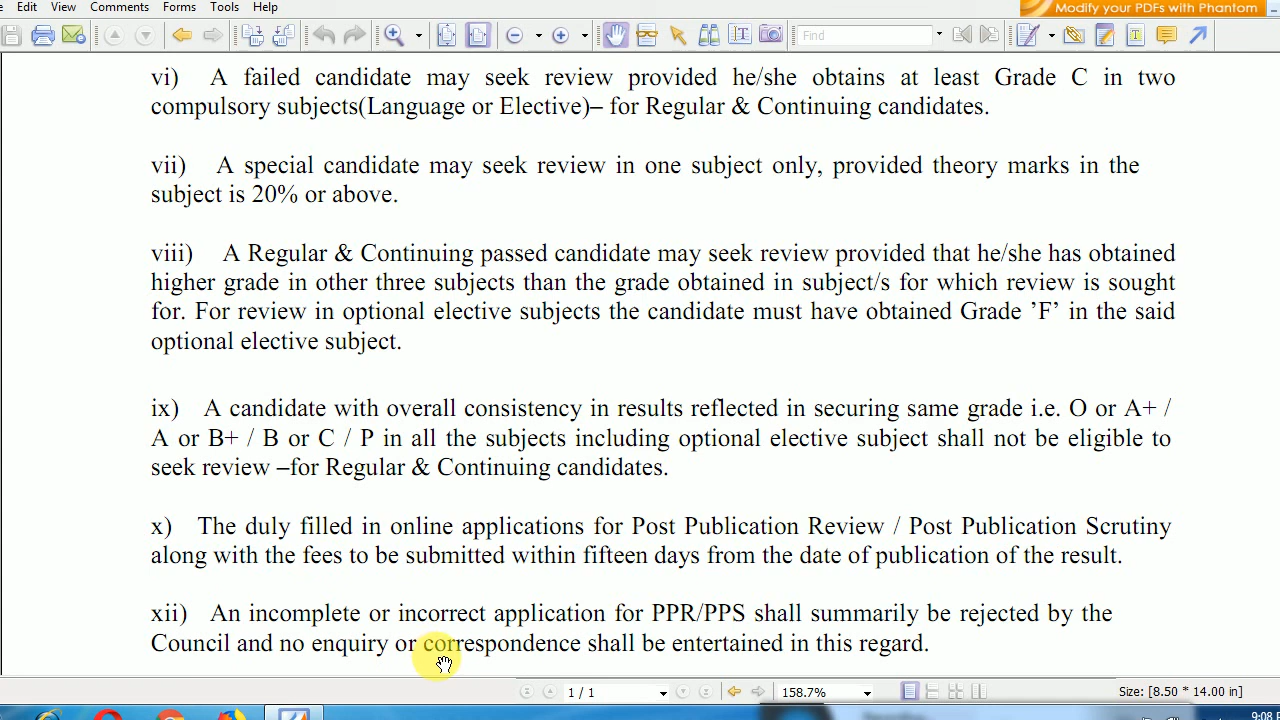 Edit View Comments Forms Tools Help
Modify your PDFs with Phantom
Find
vi) A failed candidate may seek review provided he/she obtains at least Grade C in two
compulsory subjects(Language or Elective)– for Regular & Continuing candidates.
vii) A special candidate may seek review in one subject only, provided theory marks in the
subject is 20% or above.
viii) A Regular & Continuing passed candidate may seek review provided that he/she has obtained
higher grade in other three subjects than the grade obtained in subject/s for which review is sought
for. For review in optional elective subjects the candidate must have obtained Grade ’F’ in the said
optional elective subject.
ix) A candidate with overall consistency in results reflected in securing same grade i.e. O or A+ /
A or B+ / B or C / P in all the subjects including optional elective subject shall not be eligible to
seek review –for Regular & Continuing candidates.
x) The duly filled in online applications for Post Publication Review / Post Publication Scrutiny
along with the fees to be submitted within fifteen days from the date of publication of the result.
xii) An incomplete or incorrect application for PPR/PPS shall summarily be rejected by the
Council and no enquiry or correspondence shall be entertained in this regard.
1 / 1 158.7% Size: [8.50 * 14.00 in]
9:08